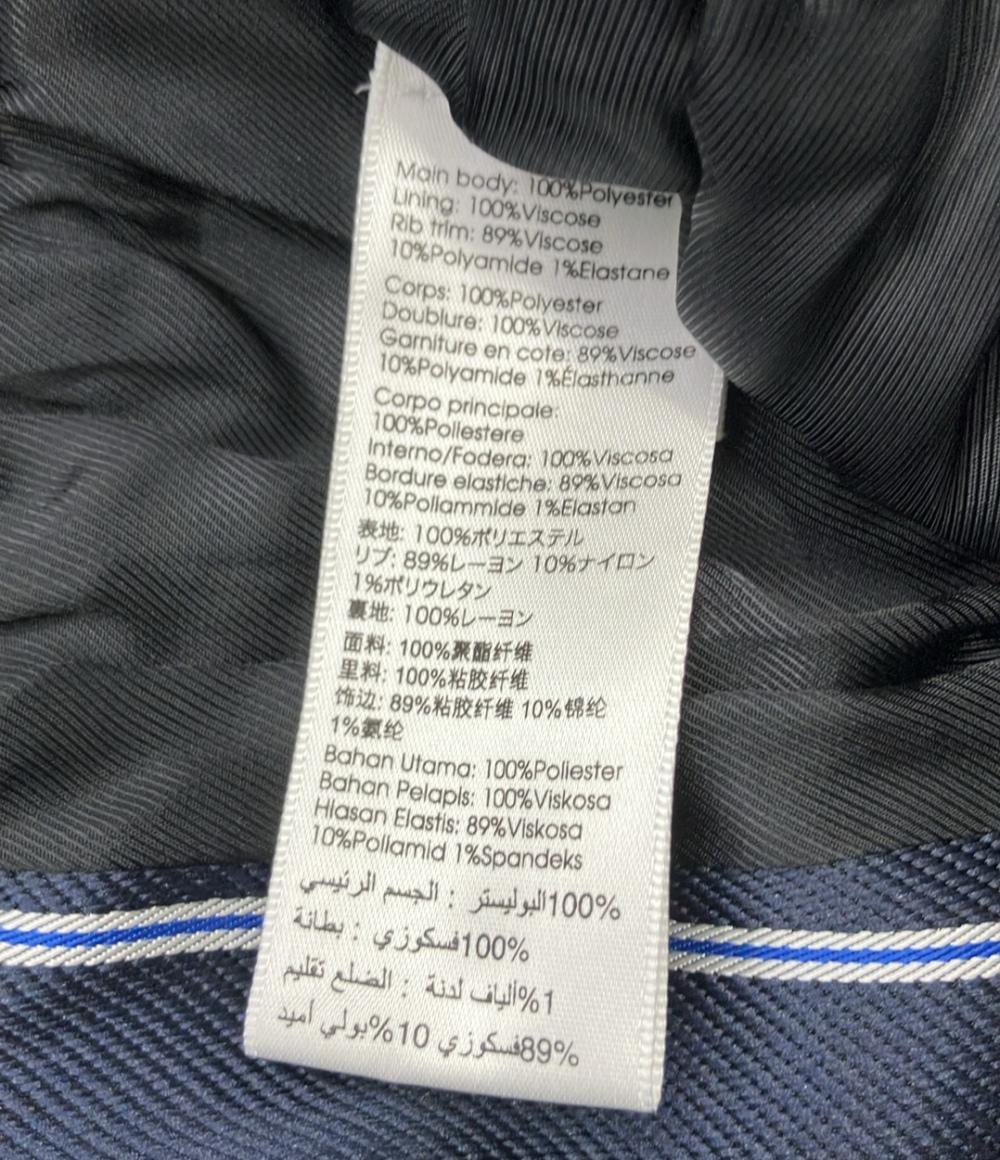 Main body: 100%Polyester
Lining: 100%Viscose
Rib trim: 89%Viscose
10%Polyamide 1%Elastane
Corps: 100%Polyester
Doublure: 100%Viscose
Garniture en cote: 89%Viscose
10%Polyamide 1%Élasthanne
Corpo principale:
100%Poliestere
Interno/Fodera: 100%Viscosa
Bordure elastiche: 89%Viscosa
10%Poliammide 1%Elastan
表地: 100%ポリエステル
リブ: 89%レーヨン 10%ナイロン
1%ポリウレタン
裏地: 100%レーヨン
面料: 100%聚酯纤维
里料: 100%粘胶纤维
饰边: 89%粘胶纤维 10%锦纶
1%氨纶
Bahan Utama: 100%Poliester
Bahan Pelapis: 100%Viskosa
Hiasan Elastis: 89%Viskosa
10%Poliamid 1%Spandeks
100%البوليستر : الجسم الرئيسي
100%فسكوزي : بطانة
1%ألياف لدنة : الضلع تقليم
89%فسكوزي 10%بولي أميد